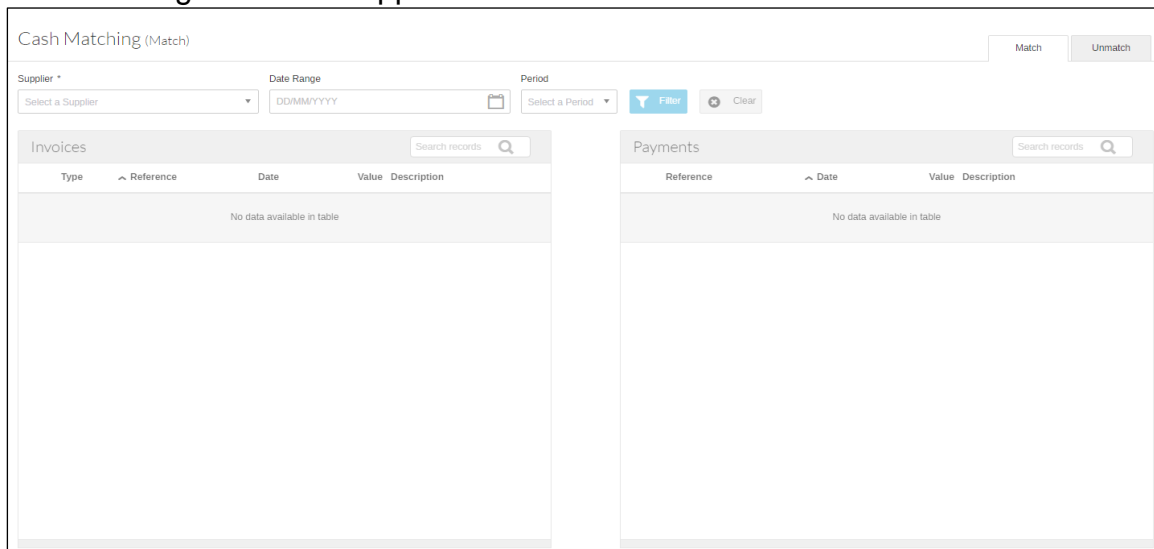 Cash Matching (Match)
Match Unmatch
Supplier * Date Range Period
Select a Supplier DD/MM/YYYY Select a Period Filter Clear
Invoices Search records Payments Search records
Type Reference Date Value Description Reference Date Value Description
No data available in table No data available in table